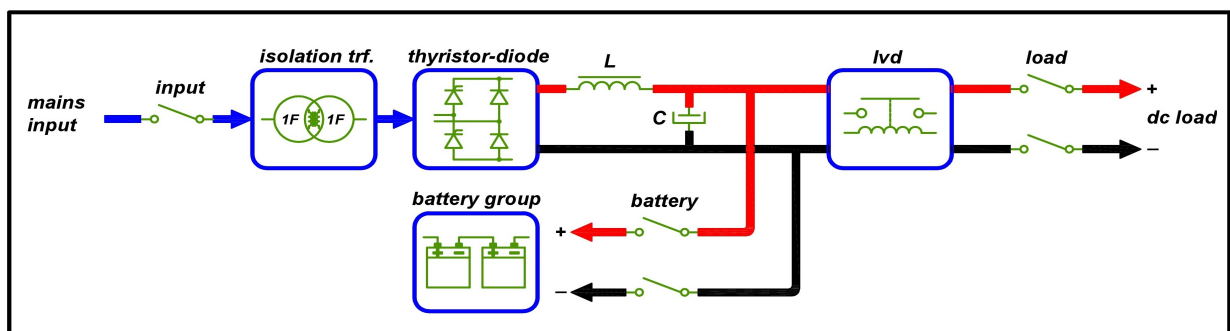 isolation trf.
thyristor-diode
L
lvd
load
input
mains
input
1F 1F
C
+
dc load
–
battery group
battery
+
+ - + -
–